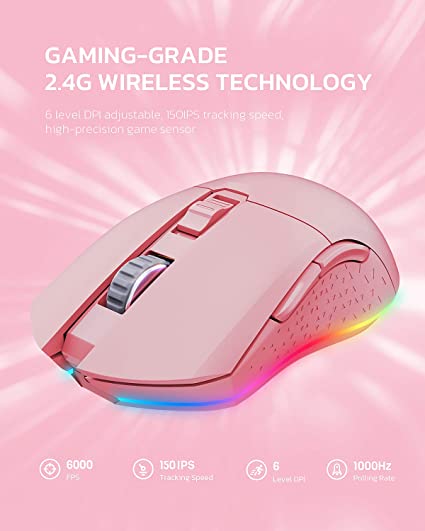 GAMING-GRADE
2.4G WIRELESS TECHNOLOGY
6 level DPI adjustable, 150IPS tracking speed,
high-precision game sensor
6000
FPS
150IPS
Tracking Speed
6
Level DPI
1000Hz
Polling Rate